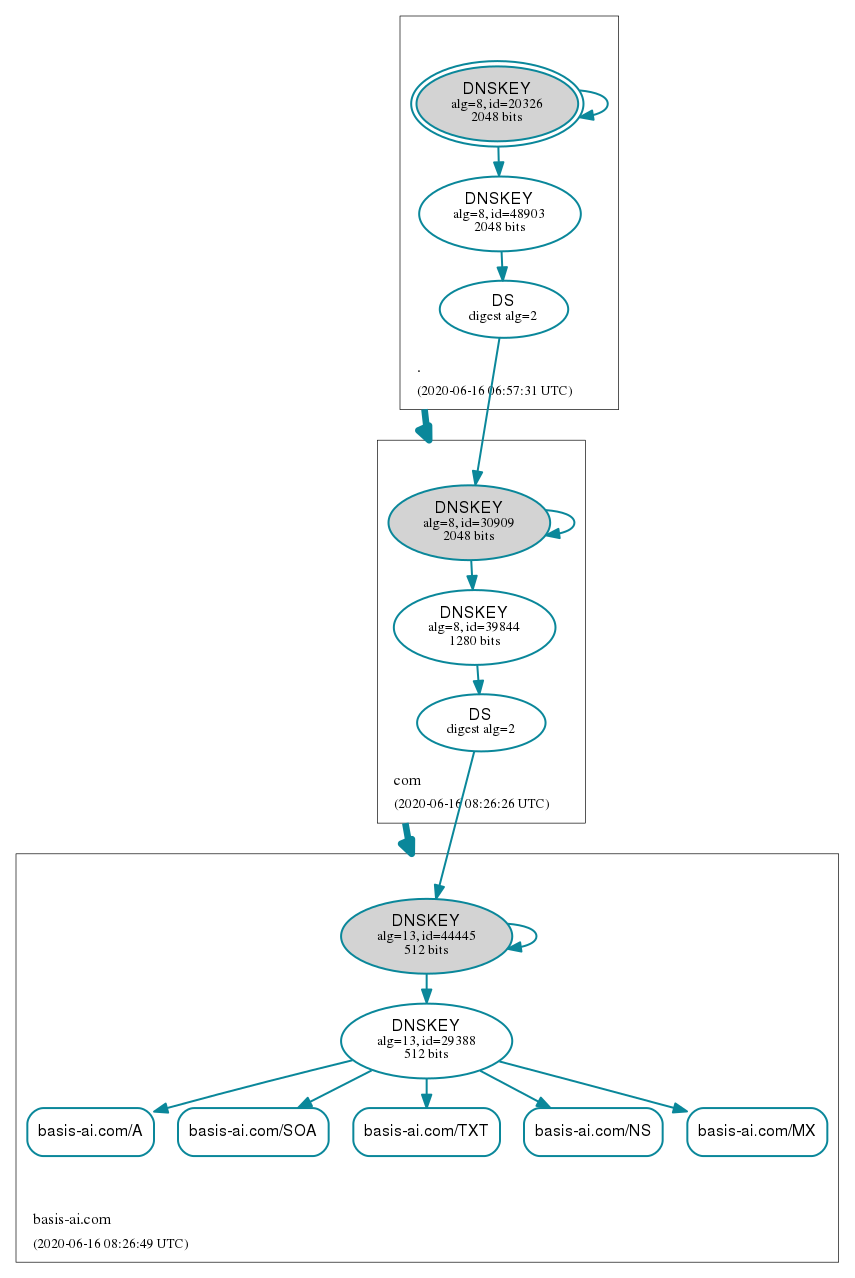 DNSKEY
alg=8, id=20326
2048 bits
DNSKEY
alg=8, id=48903
2048 bits
DS
digest alg=2
.
(2020-06-16 06:57:31 UTC)
DNSKEY
alg=8, id=30909
2048 bits
DNSKEY
alg=8, id=39844
1280 bits
DS
digest alg=2
com
(2020-06-16 08:26:26 UTC)
DNSKEY
alg=13, id=44445
512 bits
DNSKEY
alg=13, id=29388
512 bits
basis-ai.com/A
basis-ai.com/SOA
basis-ai.com/TXT
basis-ai.com/NS
basis-ai.com/MX
basis-ai.com
(2020-06-16 08:26:49 UTC)